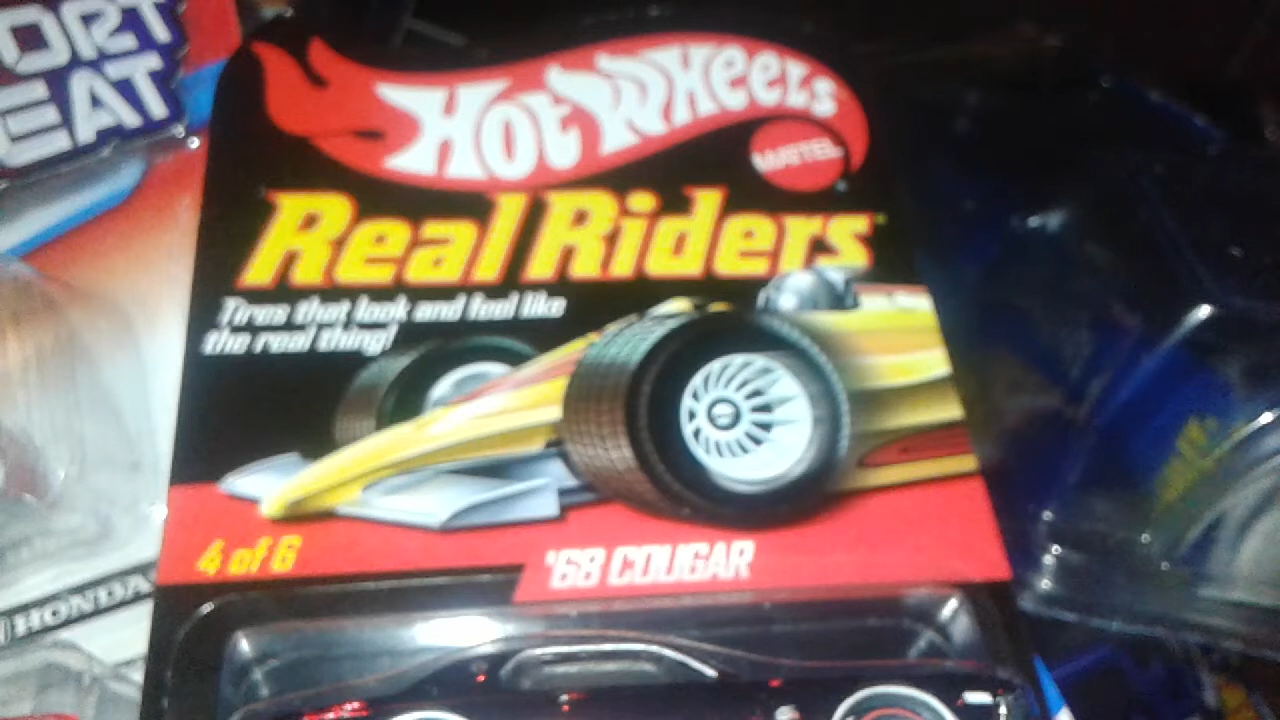 ORT
EAT
HOT WHEELS
MATTEL
Real Riders
Tires that look and feel like
the real thing!
4 of 6
'68 COUGAR
HONDA